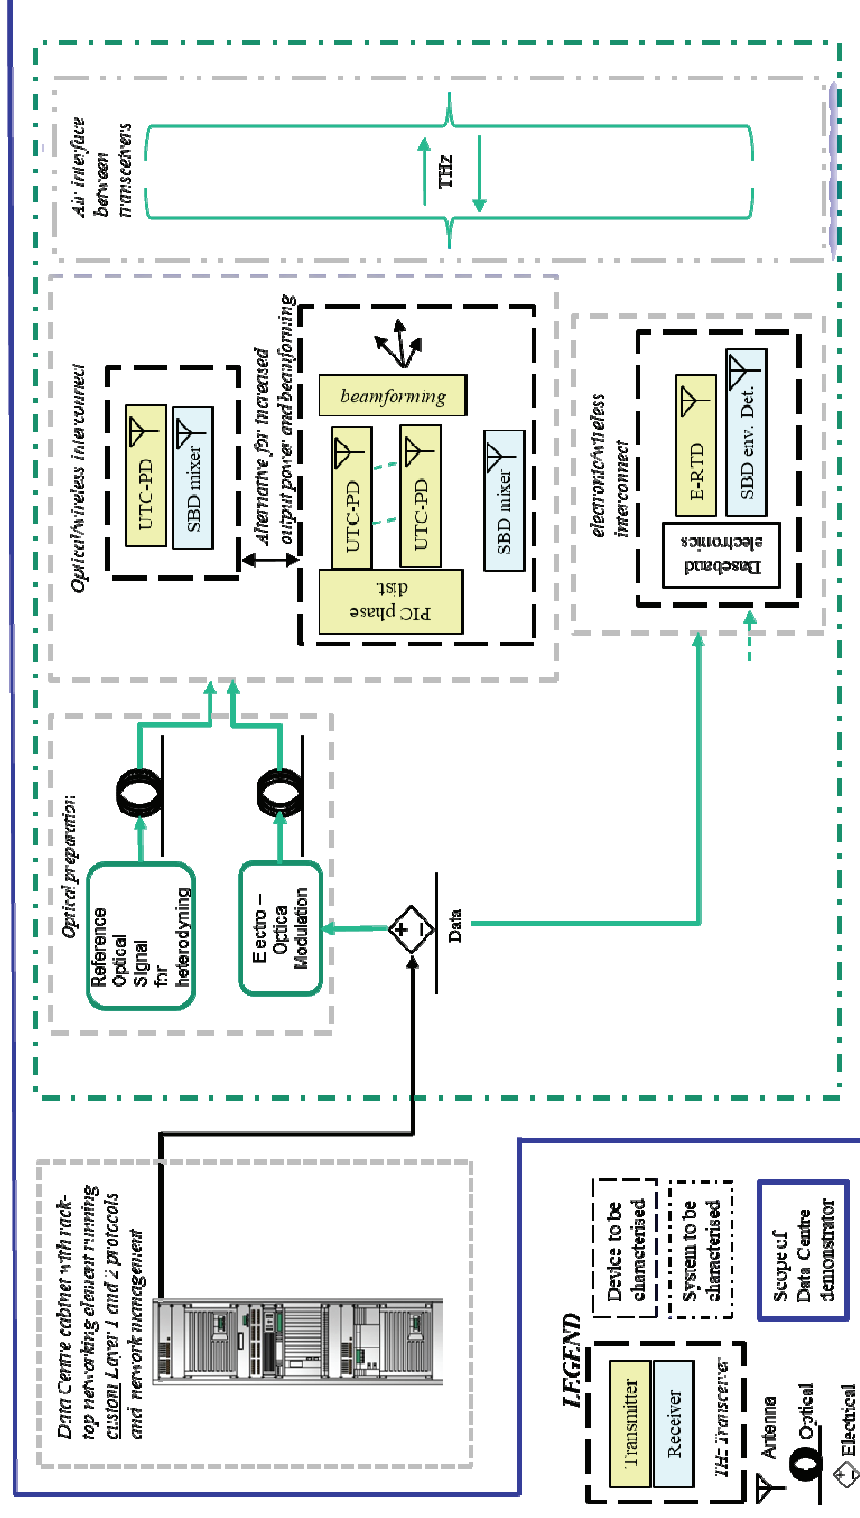 Data Centre cabinet with rack-
top networking element running
custom Layer 1 and 2 protocols
and network management
Optical preparation
Reference
Optical
Signal
for
heterodyning
Electro –
Optical
Modulation
+
–
Data
Optical/wireless interconnect
UTC-PD
SBD mixer
Alternative for increased
output power and beamforming
PIC phase
dist.
UTC-PD
UTC-PD
beamforming
SBD mixer
electronic/wireless
interconnect
Baseband
electronics
E-RTD
SBD env. Det.
Air interface
between
transceivers
THz
LEGEND
Transmitter
Receiver
THz Transceiver
Device to be
characterised
System to be
characterised
Scope of
Data Centre
demonstrator
Antenna
Optical
+
–
Electrical